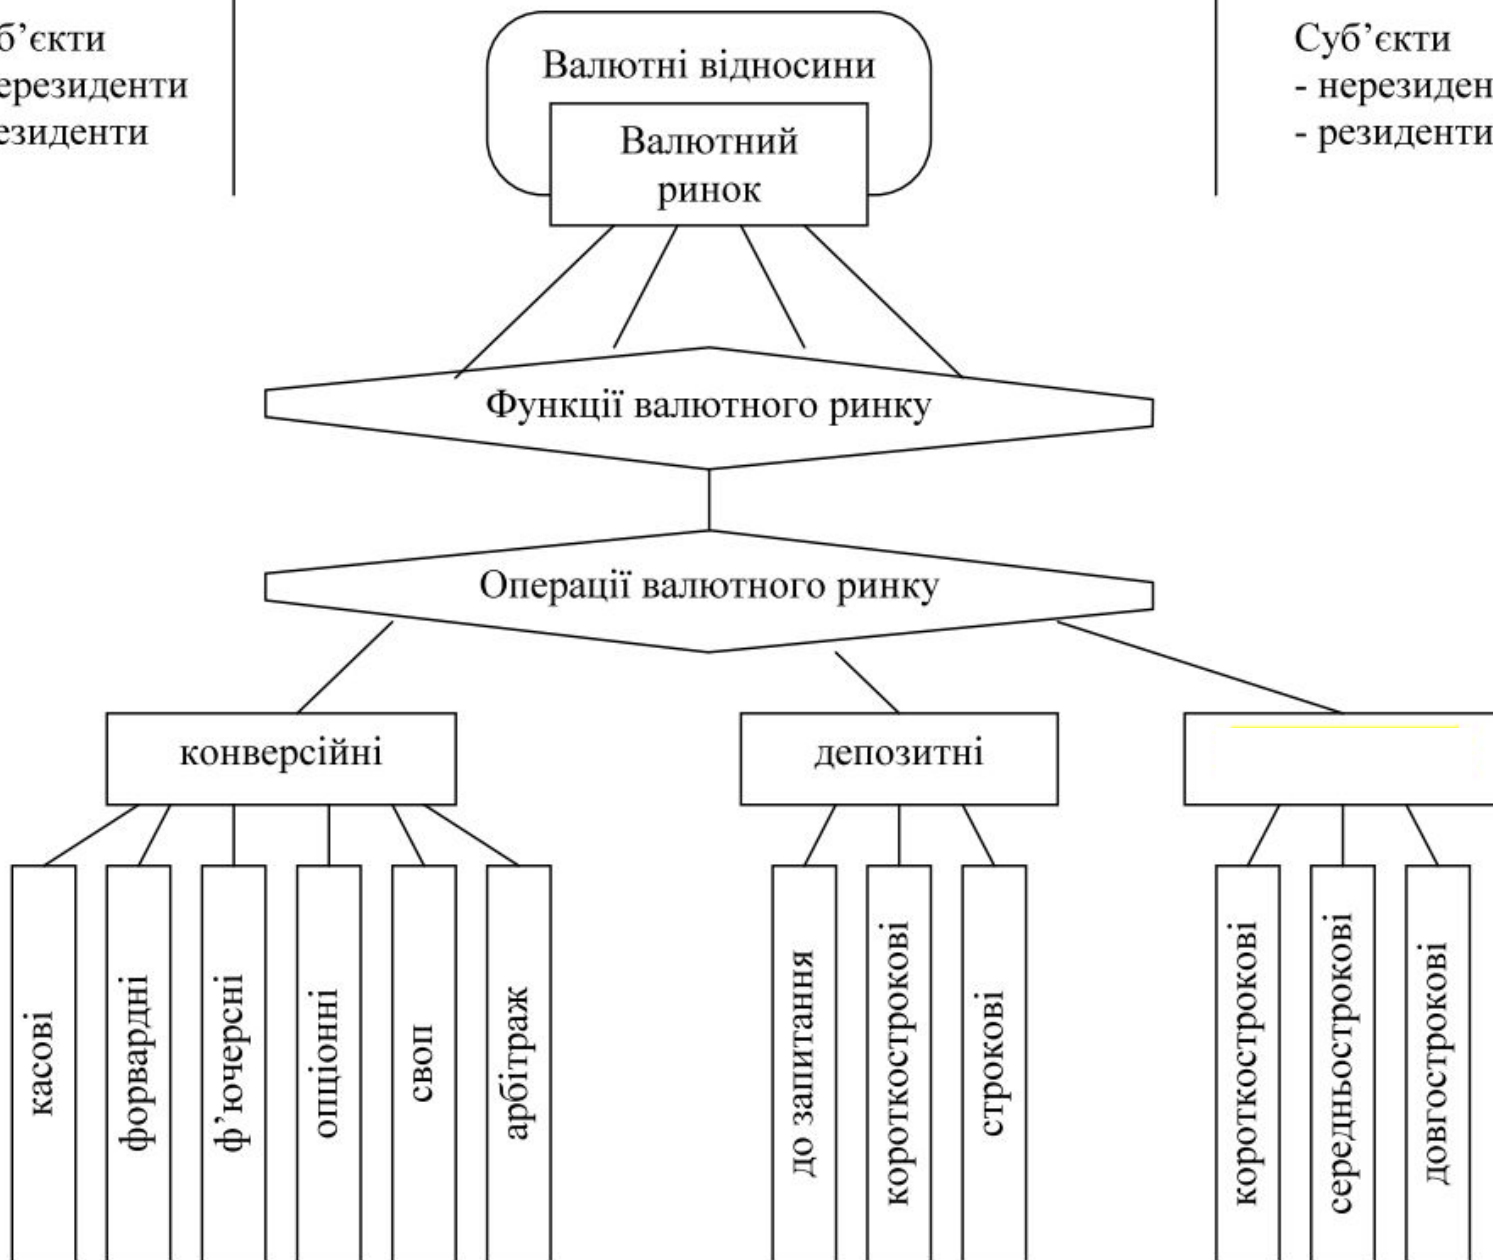 б’єкти
ерезиденти
езиденти
Валютні відносини
Валютний
ринок
Суб’єкти
- нерезиден
- резиденти
Функції валютного ринку
Операції валютного ринку
конверсійні
депозитні
касові
форвардні
ф’ючерсні
опціонні
своп
арбітраж
до запитання
короткострокові
строкові
короткострокові
середньострокові
довгострокові